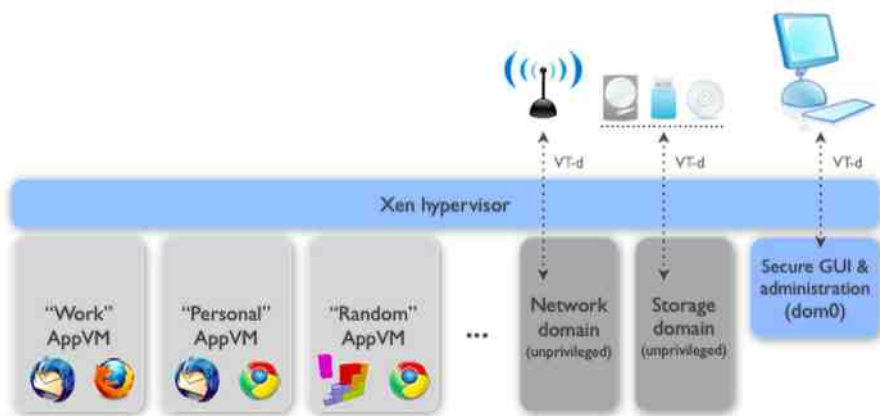 VT-d
VT-d
VT-d
Xen hypervisor
“Work”
AppVM
“Personal”
AppVM
“Random”
AppVM
...
Network
domain
(unprivileged)
Storage
domain
(unprivileged)
Secure GUI &
administration
(dom0)